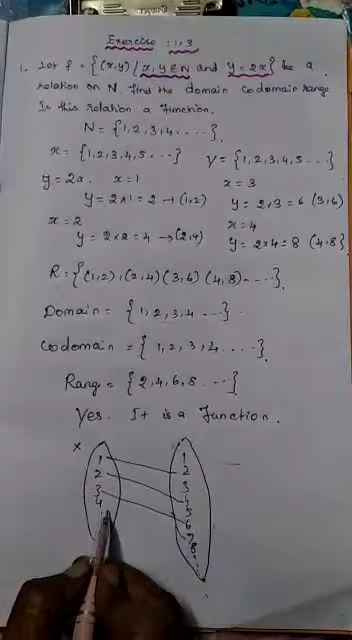 Exercise : 1.3
1. Let f = {(x,y) / x,y ∈ N and y = 2x} be a
relation on N. find the domain codomain range
Is this relation a function.
N = {1,2,3,4,.....}.
x = {1,2,3,4,5...} y = {1,2,3,4,5...}
y = 2x. x = 1 x = 3
y = 2×1 = 2 → (1,2) y = 2×3 = 6 (3,6)
x = 2 x = 4
y = 2×2 = 4 → (2,4) y = 2×4 = 8 (4,8)
R = {(1,2), (2,4) (3,6) (4,8)....}.
Domain = {1,2,3,4 ...}.
Codomain = {1,2,3,4.....}.
Range = {2,4,6,8 ...}
Yes. It is a function.
X
1 1
2 2
3 3
4 4
5
6
7
8